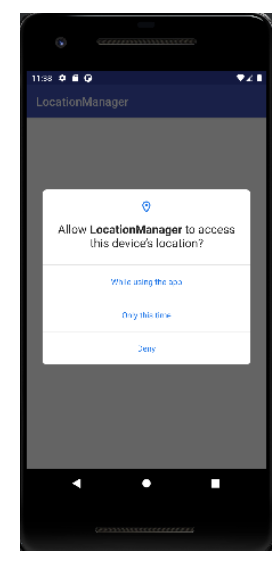 11:38
LocationManager
Allow LocationManager to access
this device's location?
While using the app
Only this time
Deny